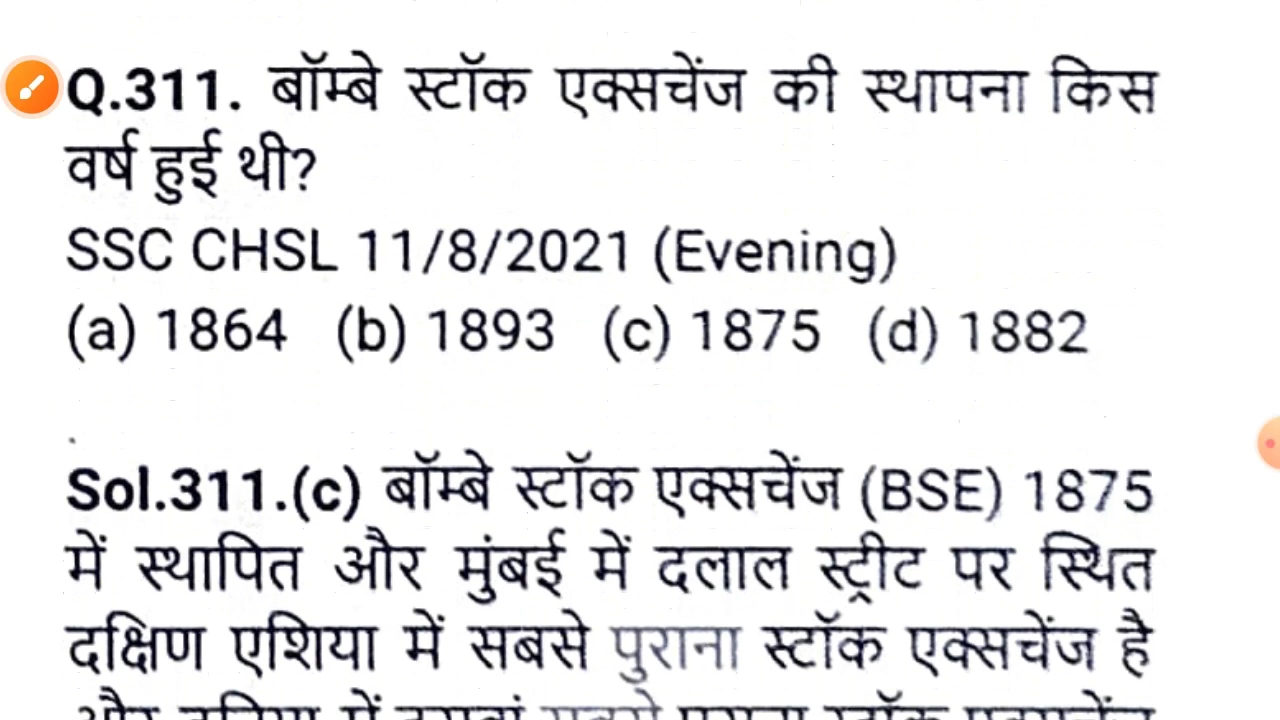 Q.311. बॉम्बे स्टॉक एक्सचेंज की स्थापना किस
वर्ष हुई थी?
SSC CHSL 11/8/2021 (Evening)
(a) 1864 (b) 1893 (c) 1875 (d) 1882
Sol.311.(c) बॉम्बे स्टॉक एक्सचेंज (BSE) 1875
में स्थापित और मुंबई में दलाल स्ट्रीट पर स्थित
दक्षिण एशिया में सबसे पुराना स्टॉक एक्सचेंज है